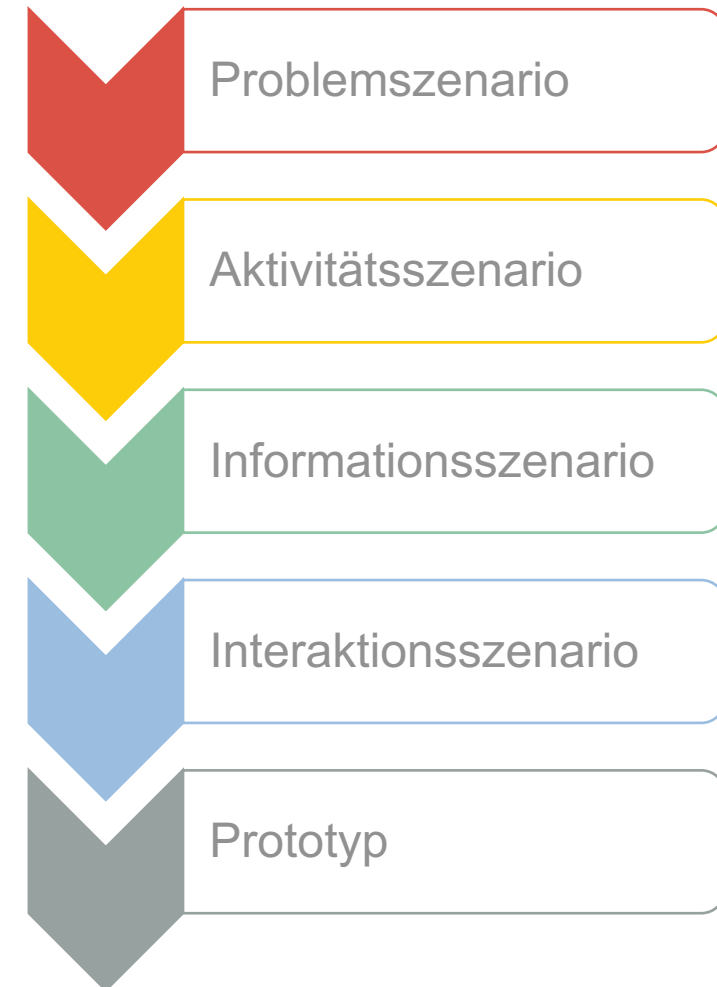 Problemszenario
Aktivitätsszenario
Informationsszenario
Interaktionsszenario
Prototyp